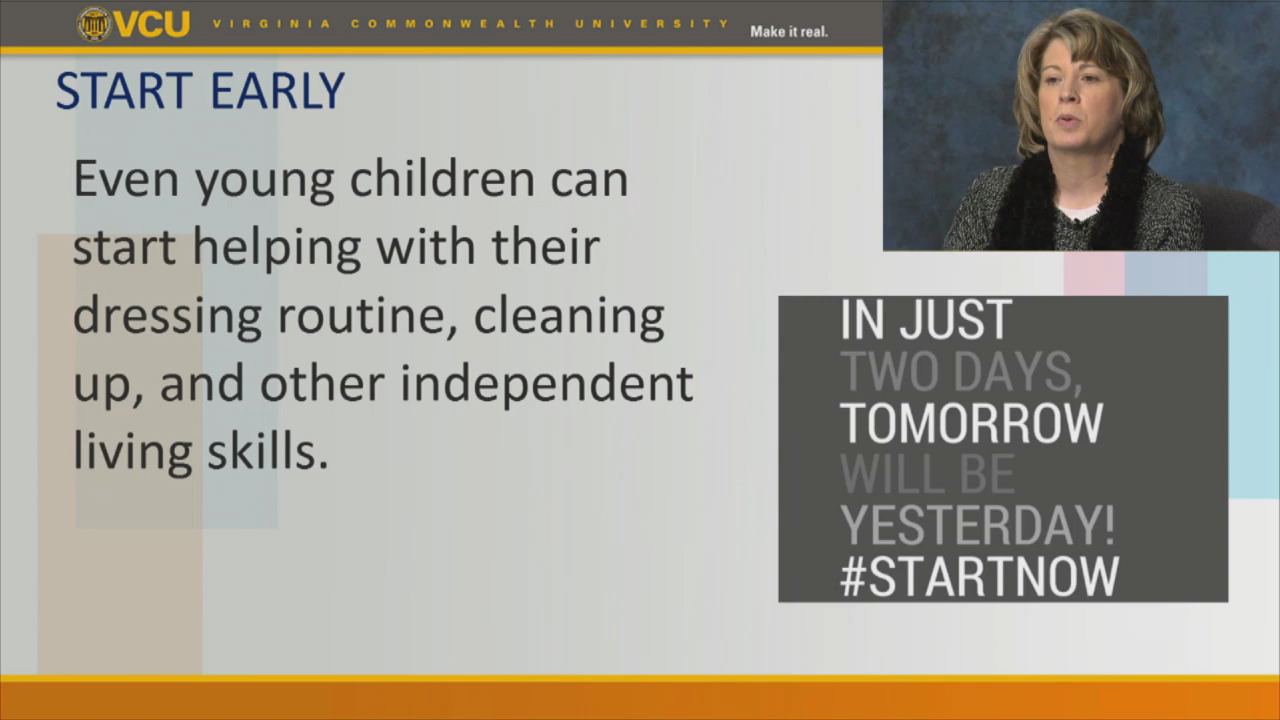 VCU VIRGINIA COMMONWEALTH UNIVERSITY Make it real.
START EARLY
Even young children can
start helping with their
dressing routine, cleaning
up, and other independent
living skills.
IN JUST
TWO DAYS,
TOMORROW
WILL BE
YESTERDAY!
#STARTNOW